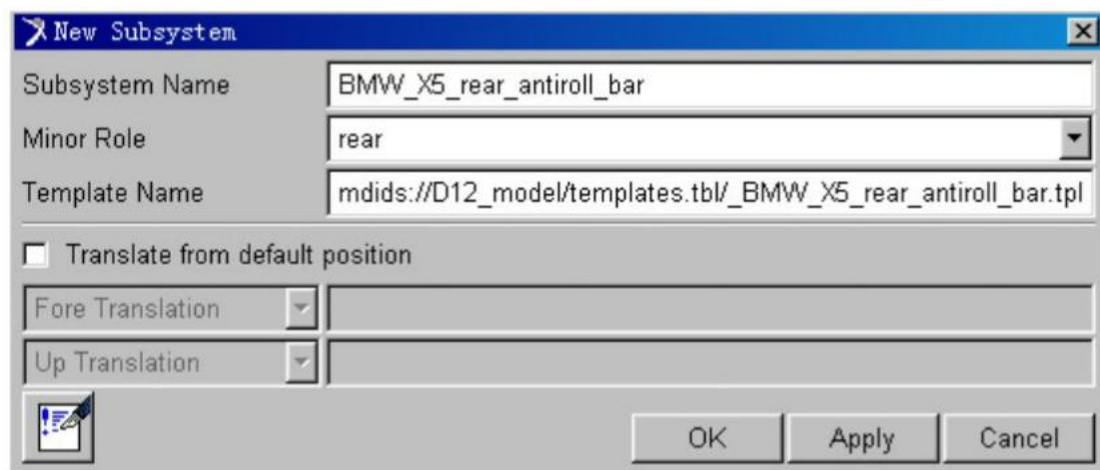 New Subsystem
Subsystem Name BMW_X5_rear_antiroll_bar
Minor Role rear
Template Name mdids://D12_model/templates.tbl/_BMW_X5_rear_antiroll_bar.tpl
Translate from default position
Fore Translation
Up Translation
OK Apply Cancel